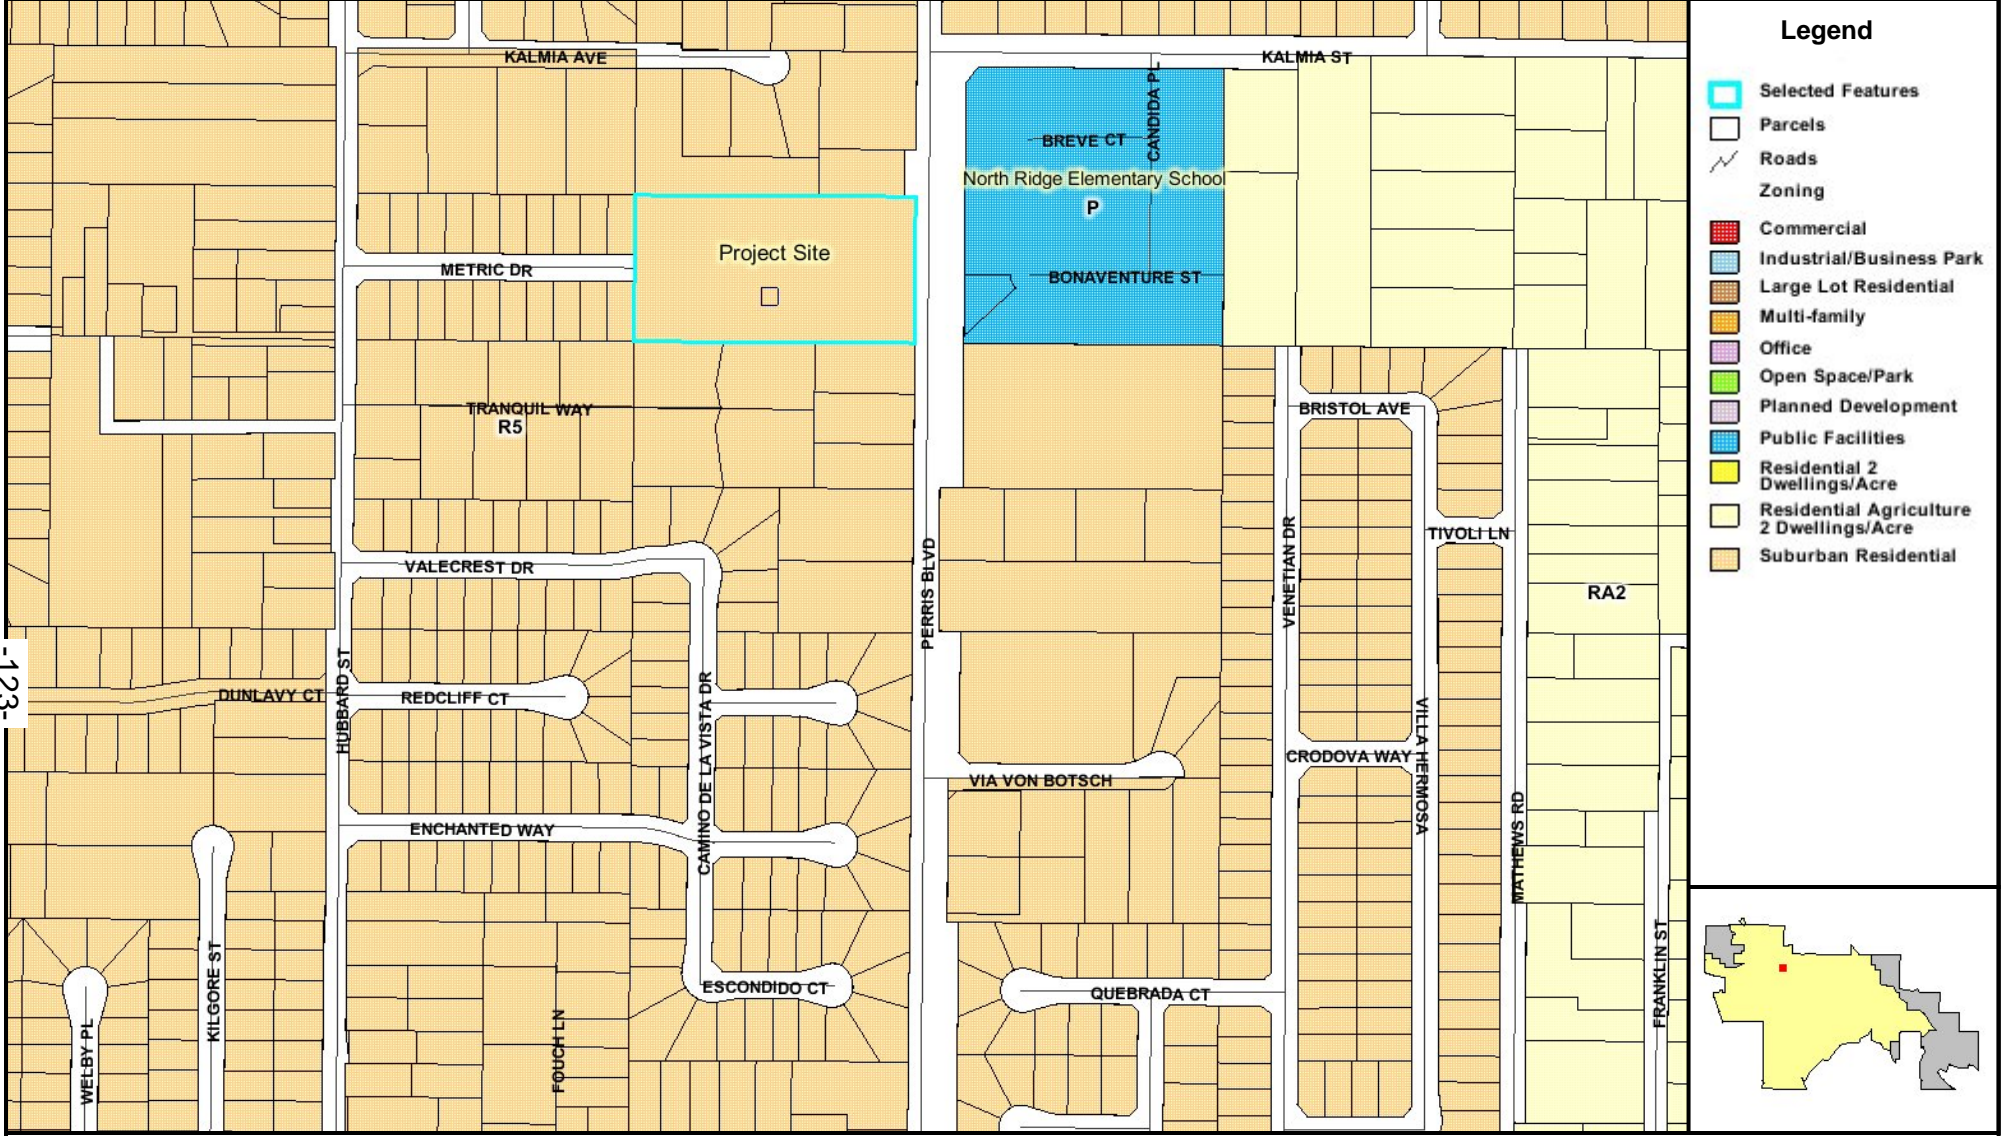 KALMIA AVE
KALMIA ST
CANDIDA PL
BREVE CT
North Ridge Elementary School
P
Project Site
METRIC DR
BONAVENTURE ST
TRANQUIL WAY
R5
BRISTOL AVE
VALECREST DR
PERRIS BLVD
VENETIAN DR
TIVOLI LN
RA2
DUNLAVY CT
HUBBARD ST
REDCLIFF CT
CAMINO DE LA VISTA DR
VILLA HERMOSA
CRODOVA WAY
VIA VON BOTSCH
ENCHANTED WAY
MATHEWS RD
KILGORE ST
WELBY PL
FOUCH LN
ESCONDIDO CT
QUEBRADA CT
FRANKLIN ST
-123-
Legend
Selected Features
Parcels
Roads
Zoning
Commercial
Industrial/Business Park
Large Lot Residential
Multi-family
Office
Open Space/Park
Planned Development
Public Facilities
Residential 2
Dwellings/Acre
Residential Agriculture
2 Dwellings/Acre
Suburban Residential